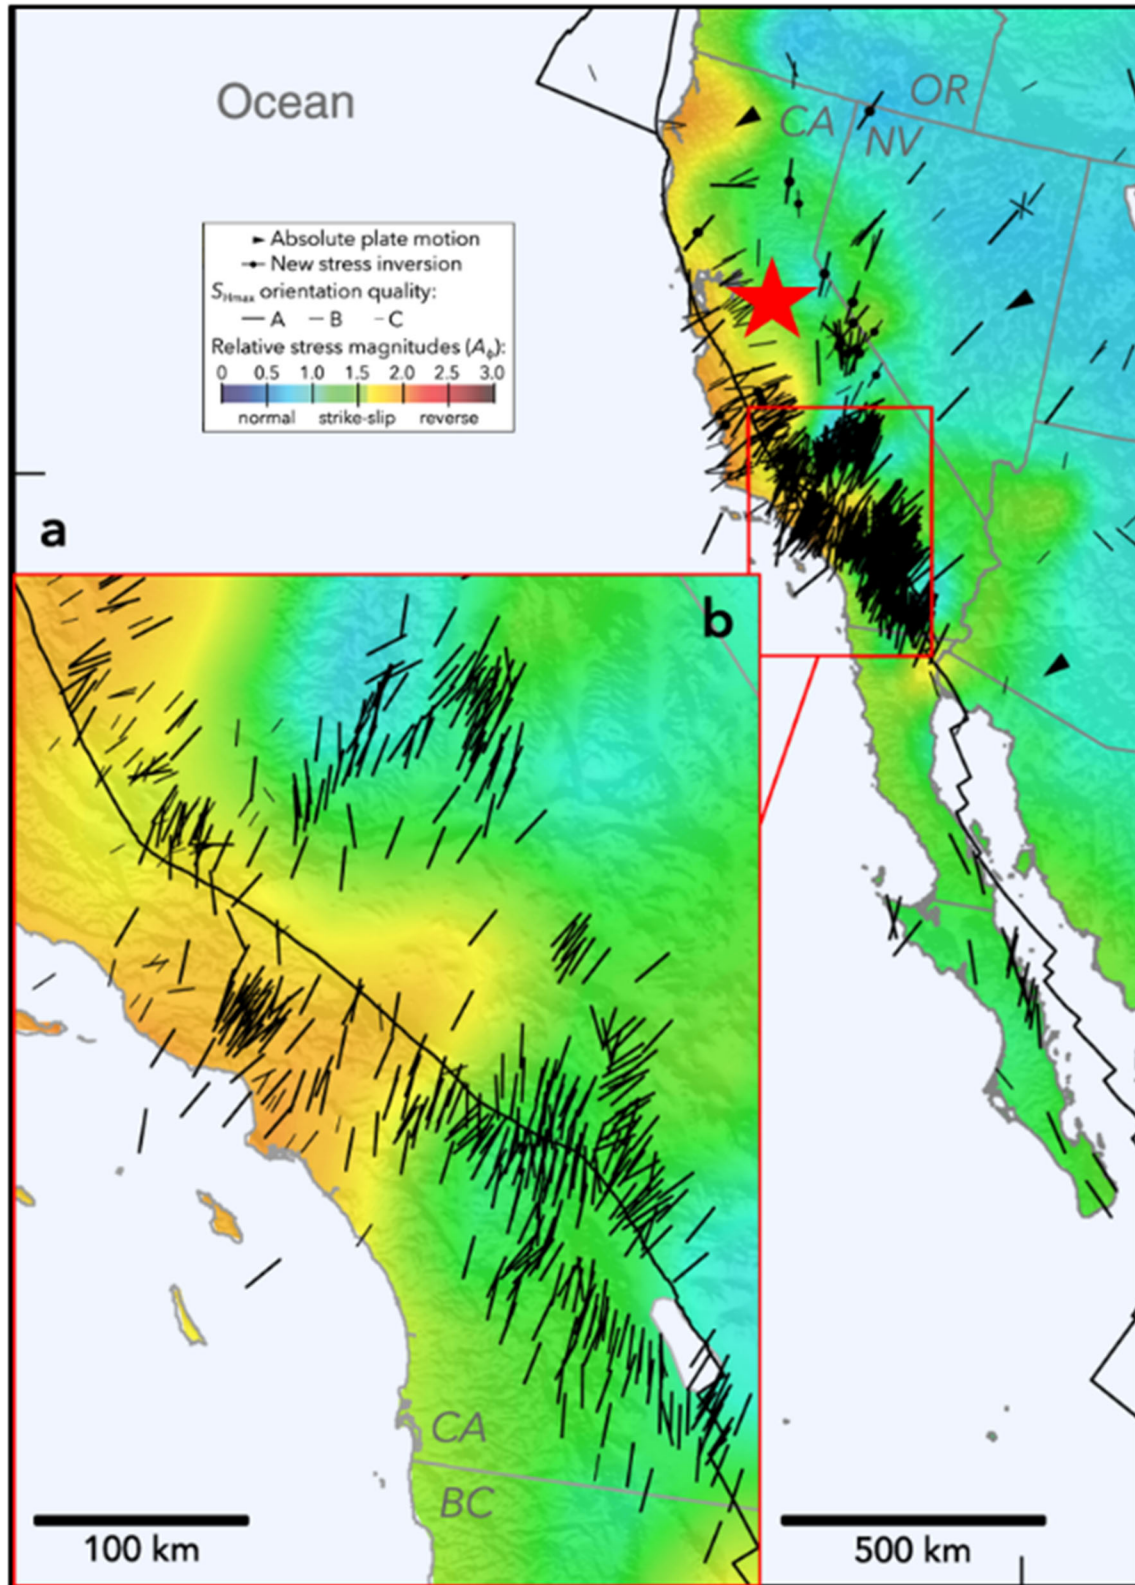 Ocean
OR
CA
NV
Absolute plate motion
New stress inversion
S_Hmax orientation quality:
A B C
Relative stress magnitudes (A_ϕ):
0 0.5 1.0 1.5 2.0 2.5 3.0
normal strike-slip reverse
a
b
CA
BC
100 km
500 km